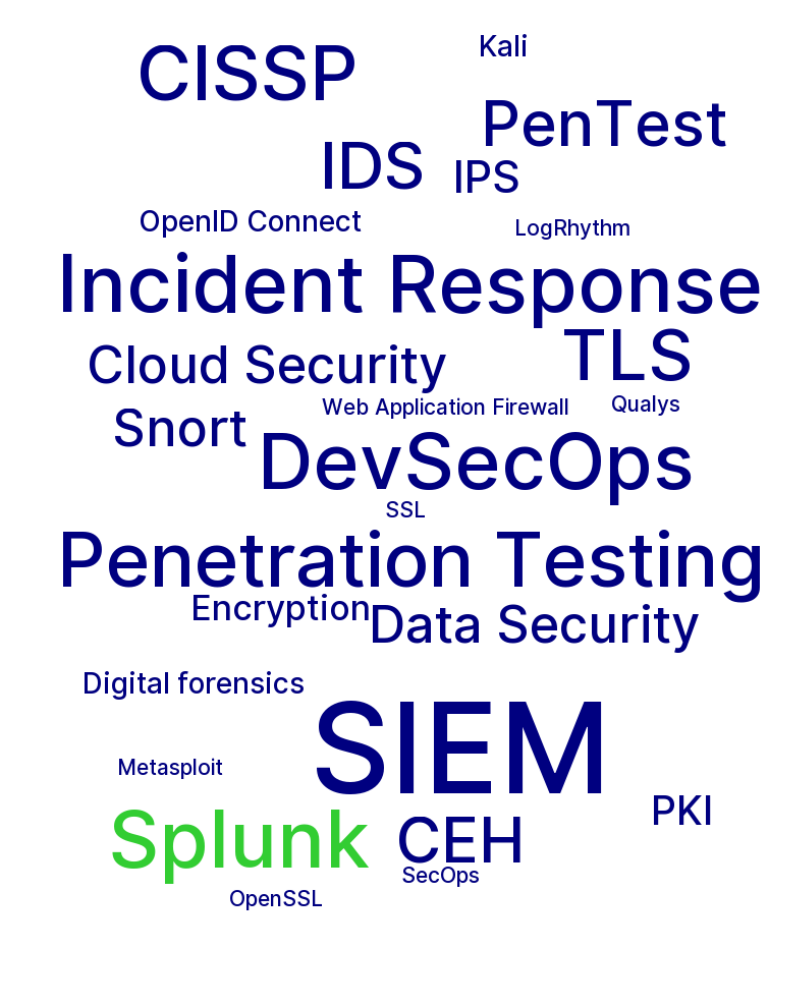 CISSP
Kali
PenTest
IDS
IPS
OpenID Connect
LogRhythm
Incident Response
TLS
Cloud Security
Web Application Firewall
Qualys
Snort
DevSecOps
SSL
Penetration Testing
Encryption
Data Security
Digital forensics
SIEM
Metasploit
PKI
Splunk
CEH
SecOps
OpenSSL